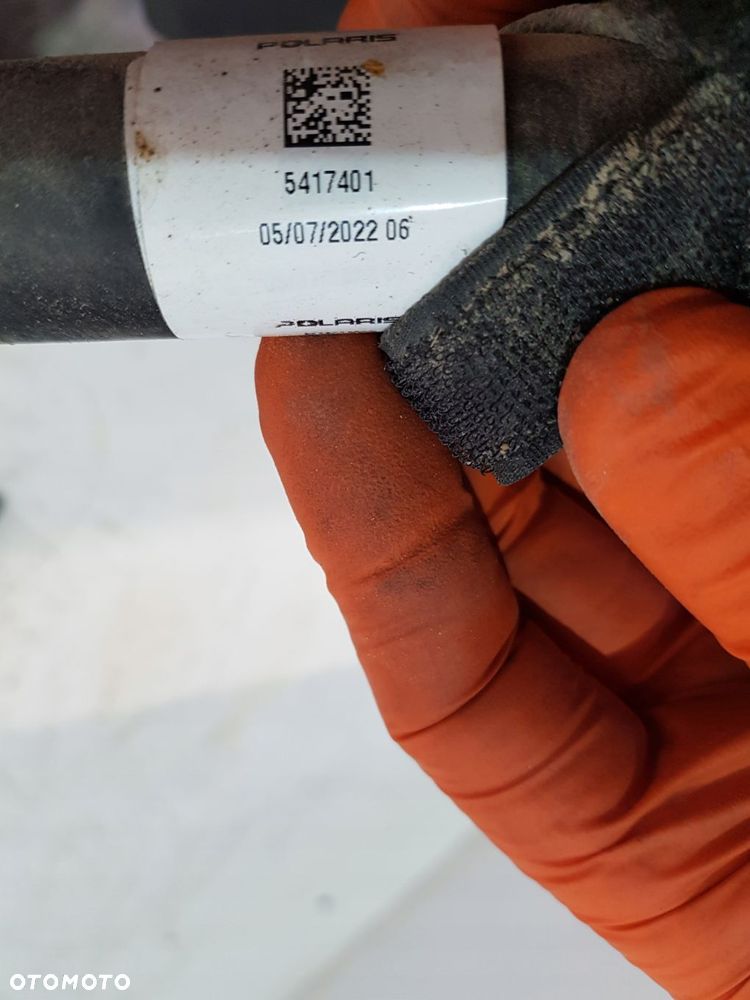 POLARIS
5417401
05/07/2022 06
POLARIS
OTOMOTO